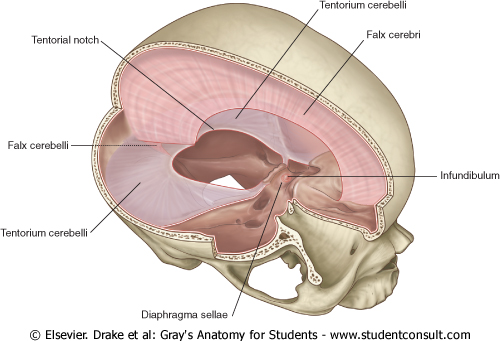 Tentorium cerebelli
Tentorial notch
Falx cerebri
Falx cerebelli
Infundibulum
Tentorium cerebelli
Diaphragma sellae
© Elsevier. Drake et al: Gray's Anatomy for Students - www.studentconsult.com